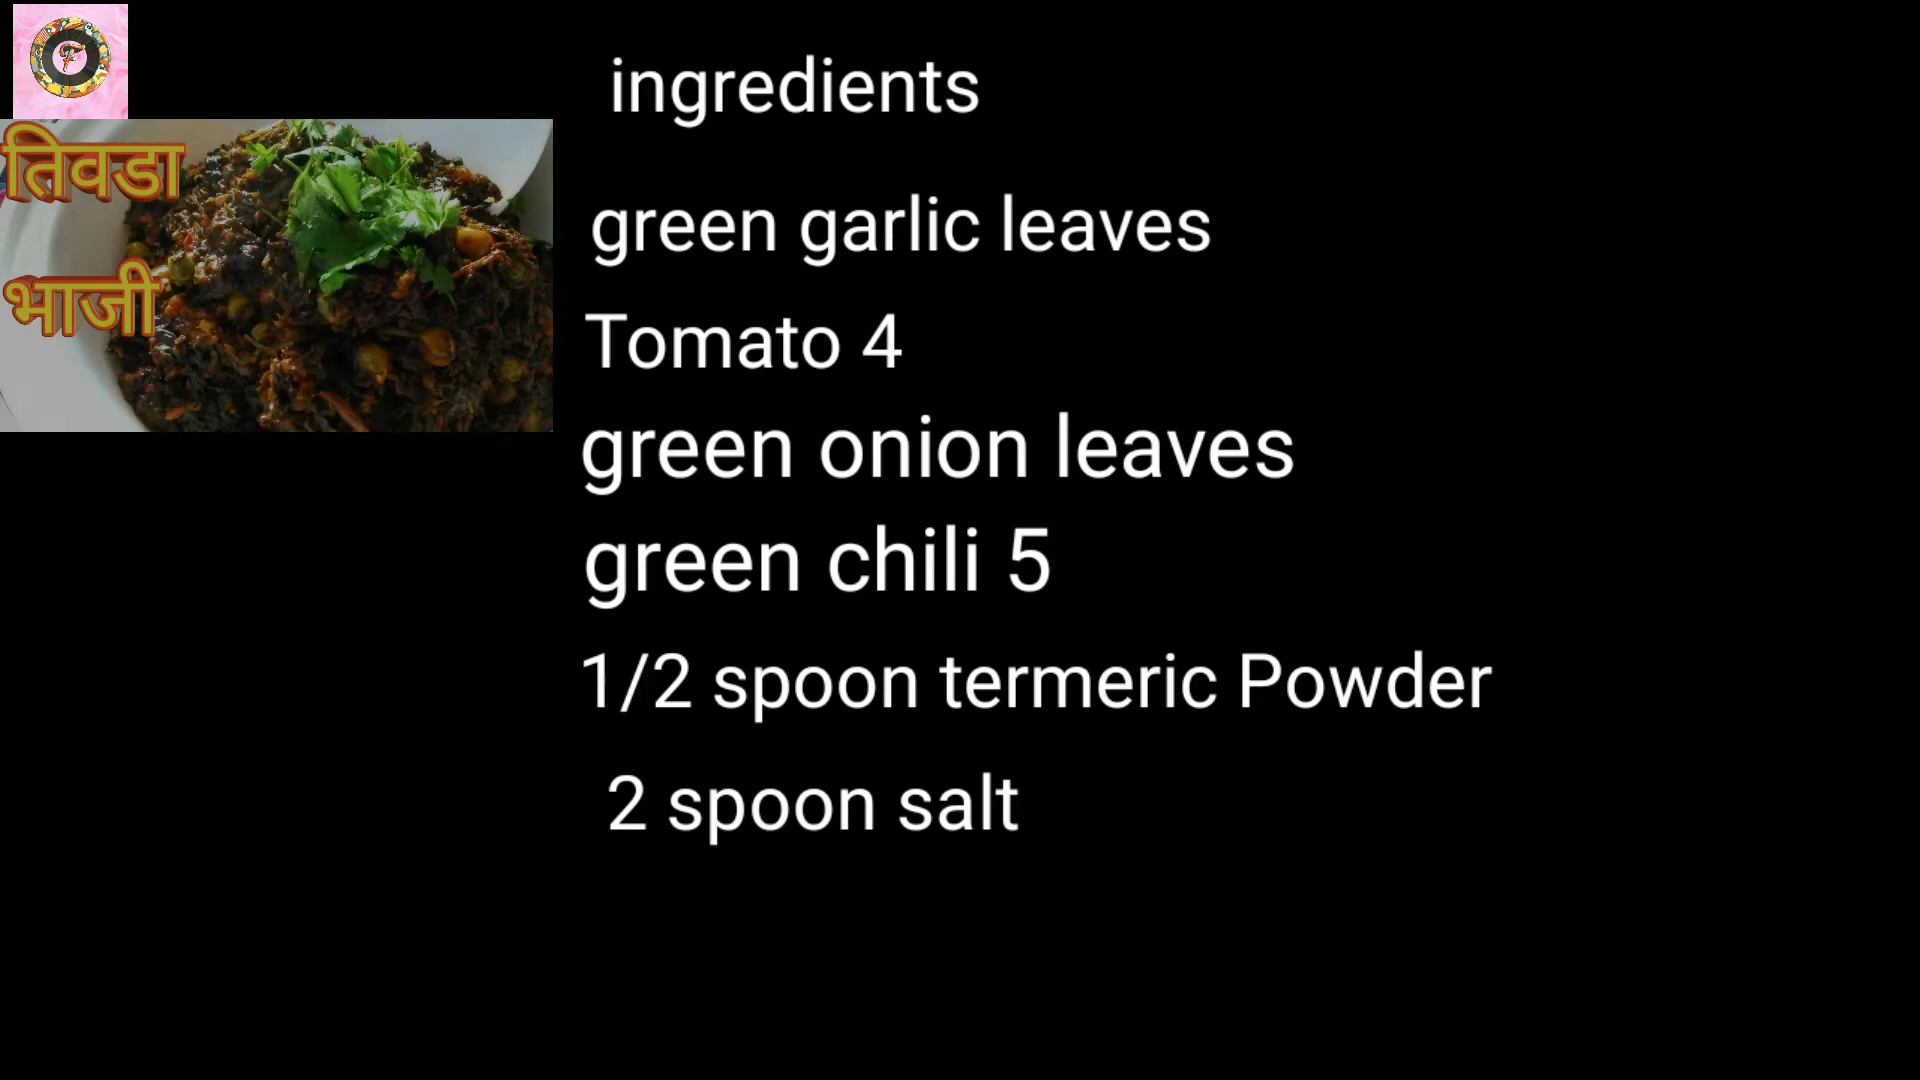 तिवडा
भाजी
ingredients
green garlic leaves
Tomato 4
green onion leaves
green chili 5
1/2 spoon termeric Powder
2 spoon salt